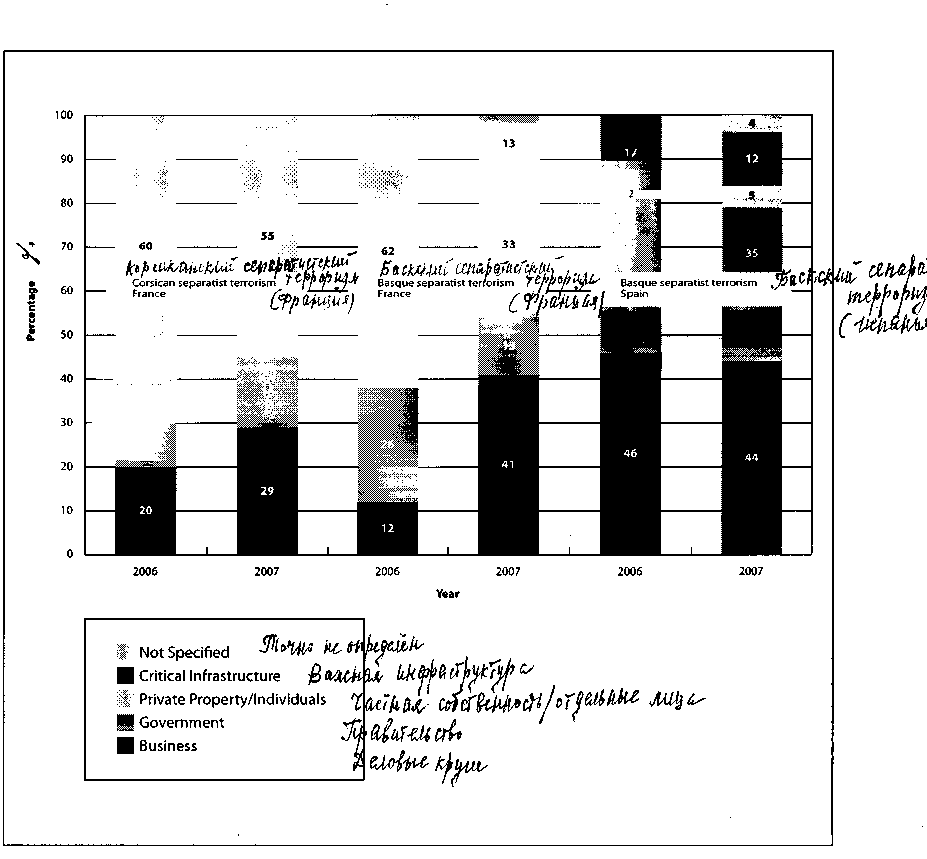 100
90
80
70
60
50
40
30
20
10
0
%
Percentage
60
55
62
13
33
17
2
4
12
5
35
Корсиканский сепаратистский
терроризм
(Франция)
Corsican separatist terrorism
France
Баскский сепаратистский
терроризм
(Франция)
Basque separatist terrorism
France
Basque separatist terrorism
Spain
Баскский сепара
террориз
(испания
20
29
12
41
46
44
2006
2007
2006
2007
2006
2007
Year
Not Specified Точно не определён
Critical Infrastructure Важная инфраструктура
Private Property/Individuals Частная собственность/отдельные лица
Government Правительство
Business Деловые круги